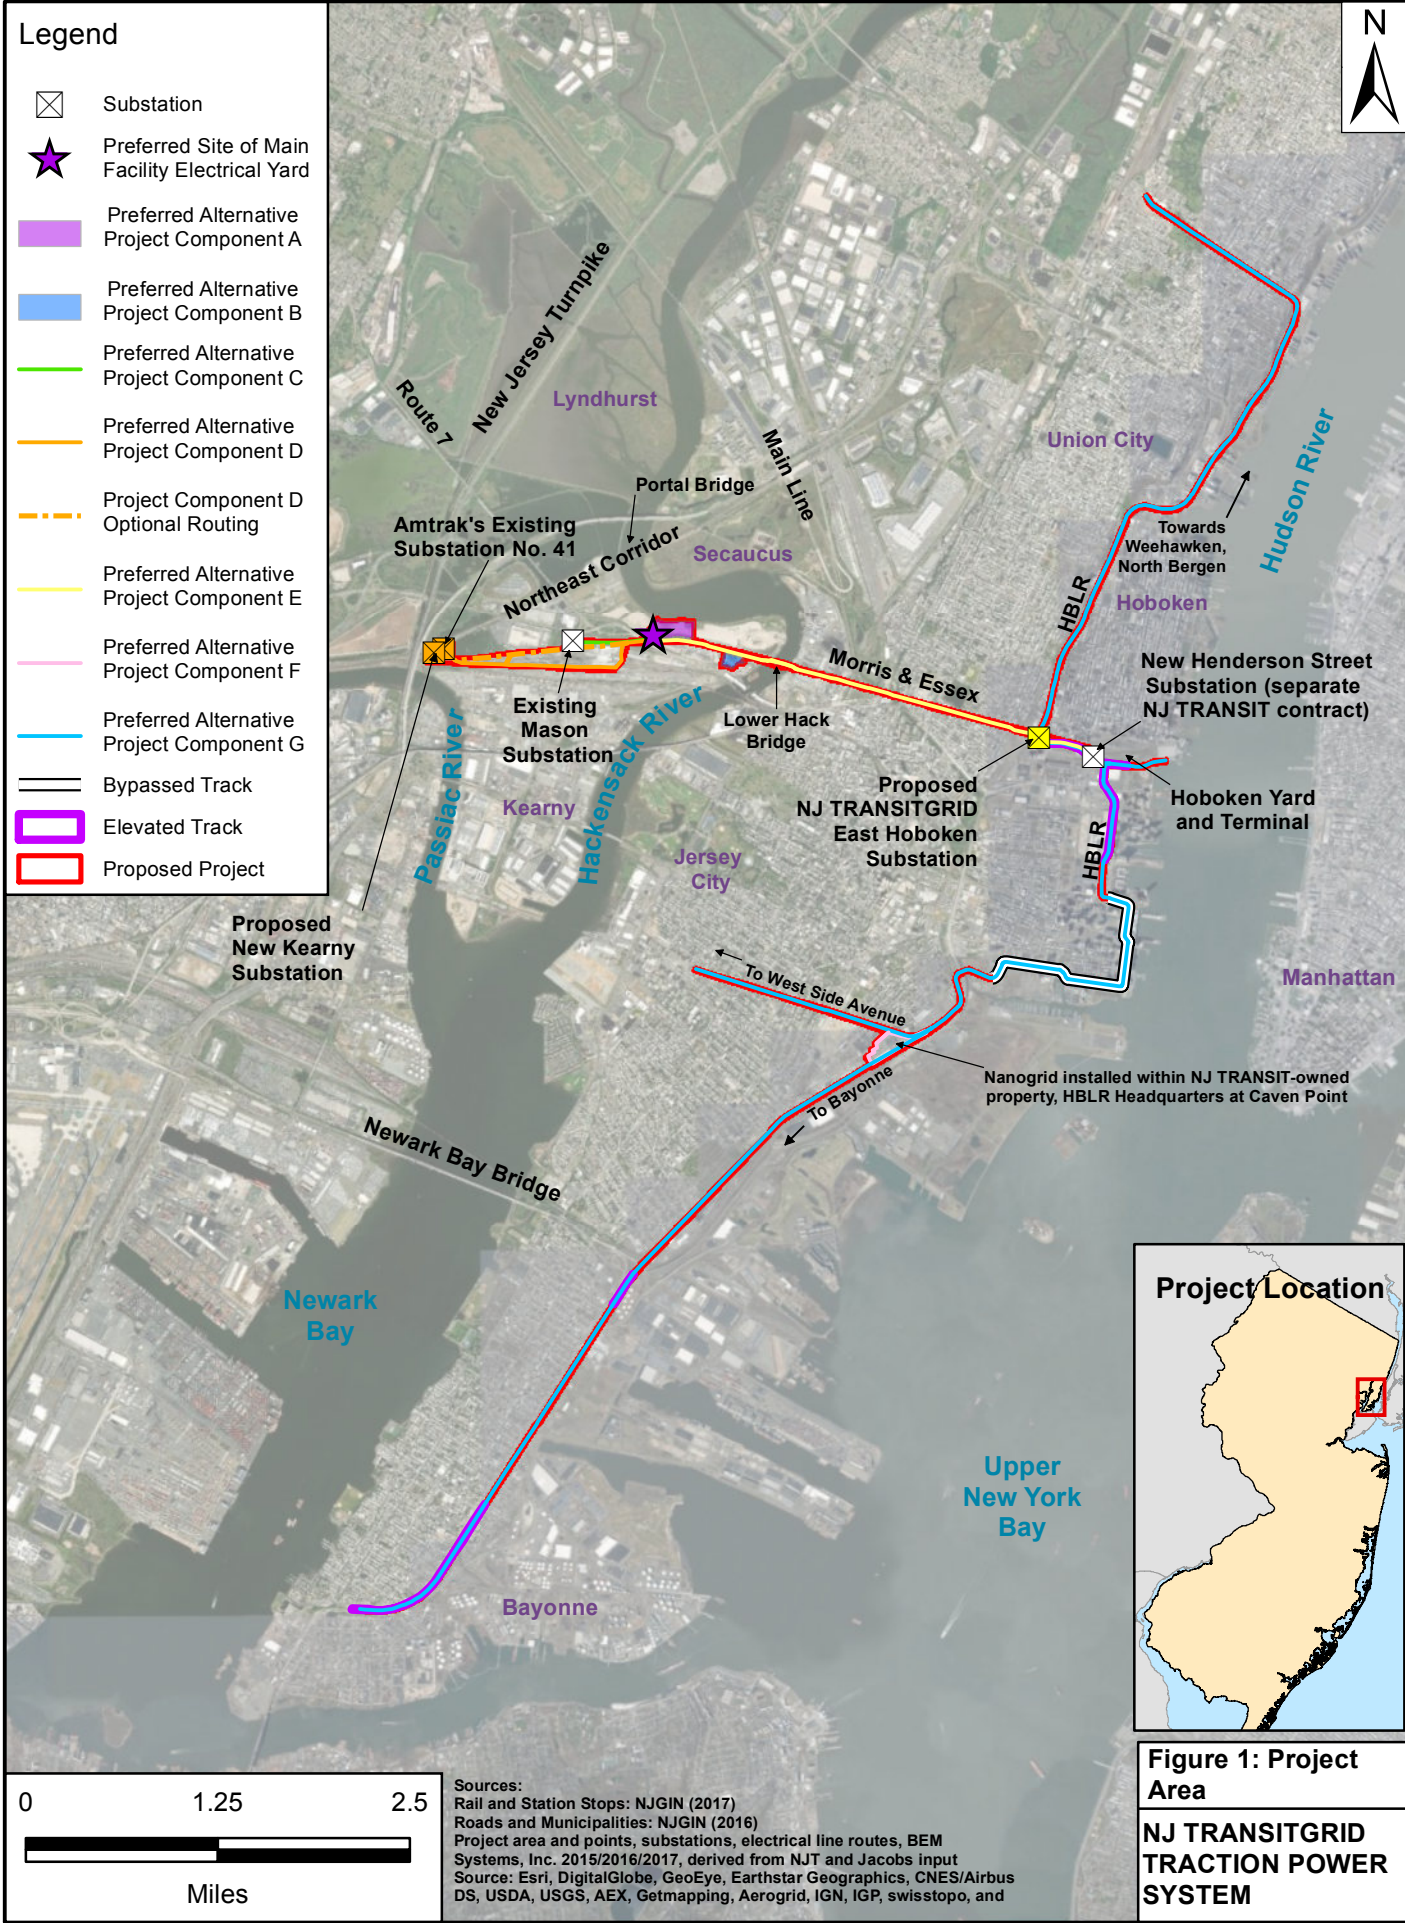 Legend
Substation
Preferred Site of Main
Facility Electrical Yard
Preferred Alternative
Project Component A
Preferred Alternative
Project Component B
Preferred Alternative
Project Component C
Preferred Alternative
Project Component D
Project Component D
Optional Routing
Preferred Alternative
Project Component E
Preferred Alternative
Project Component F
Preferred Alternative
Project Component G
Bypassed Track
Elevated Track
Proposed Project
N
New Jersey Turnpike
Route 7
Lyndhurst
Main Line
Union City
Hudson River
Portal Bridge
Amtrak's Existing
Substation No. 41
Northeast Corridor
Secaucus
Towards
Weehawken,
North Bergen
HBLR
Hoboken
Morris & Essex
New Henderson Street
Substation (separate
NJ TRANSIT contract)
Existing
Mason
Substation
Lower Hack
Bridge
Passiac River
Hackensack River
Kearny
Proposed
NJ TRANSITGRID
East Hoboken
Substation
Hoboken Yard
and Terminal
HBLR
Jersey
City
Proposed
New Kearny
Substation
To West Side Avenue
Manhattan
Nanogrid installed within NJ TRANSIT-owned
property, HBLR Headquarters at Caven Point
To Bayonne
Newark Bay Bridge
Newark
Bay
Upper
New York
Bay
Bayonne
Project Location
0 1.25 2.5
Miles
Sources:
Rail and Station Stops: NJGIN (2017)
Roads and Municipalities: NJGIN (2016)
Project area and points, substations, electrical line routes, BEM
Systems, Inc. 2015/2016/2017, derived from NJT and Jacobs input
Source: Esri, DigitalGlobe, GeoEye, Earthstar Geographics, CNES/Airbus
DS, USDA, USGS, AEX, Getmapping, Aerogrid, IGN, IGP, swisstopo, and
Figure 1: Project
Area
NJ TRANSITGRID
TRACTION POWER
SYSTEM